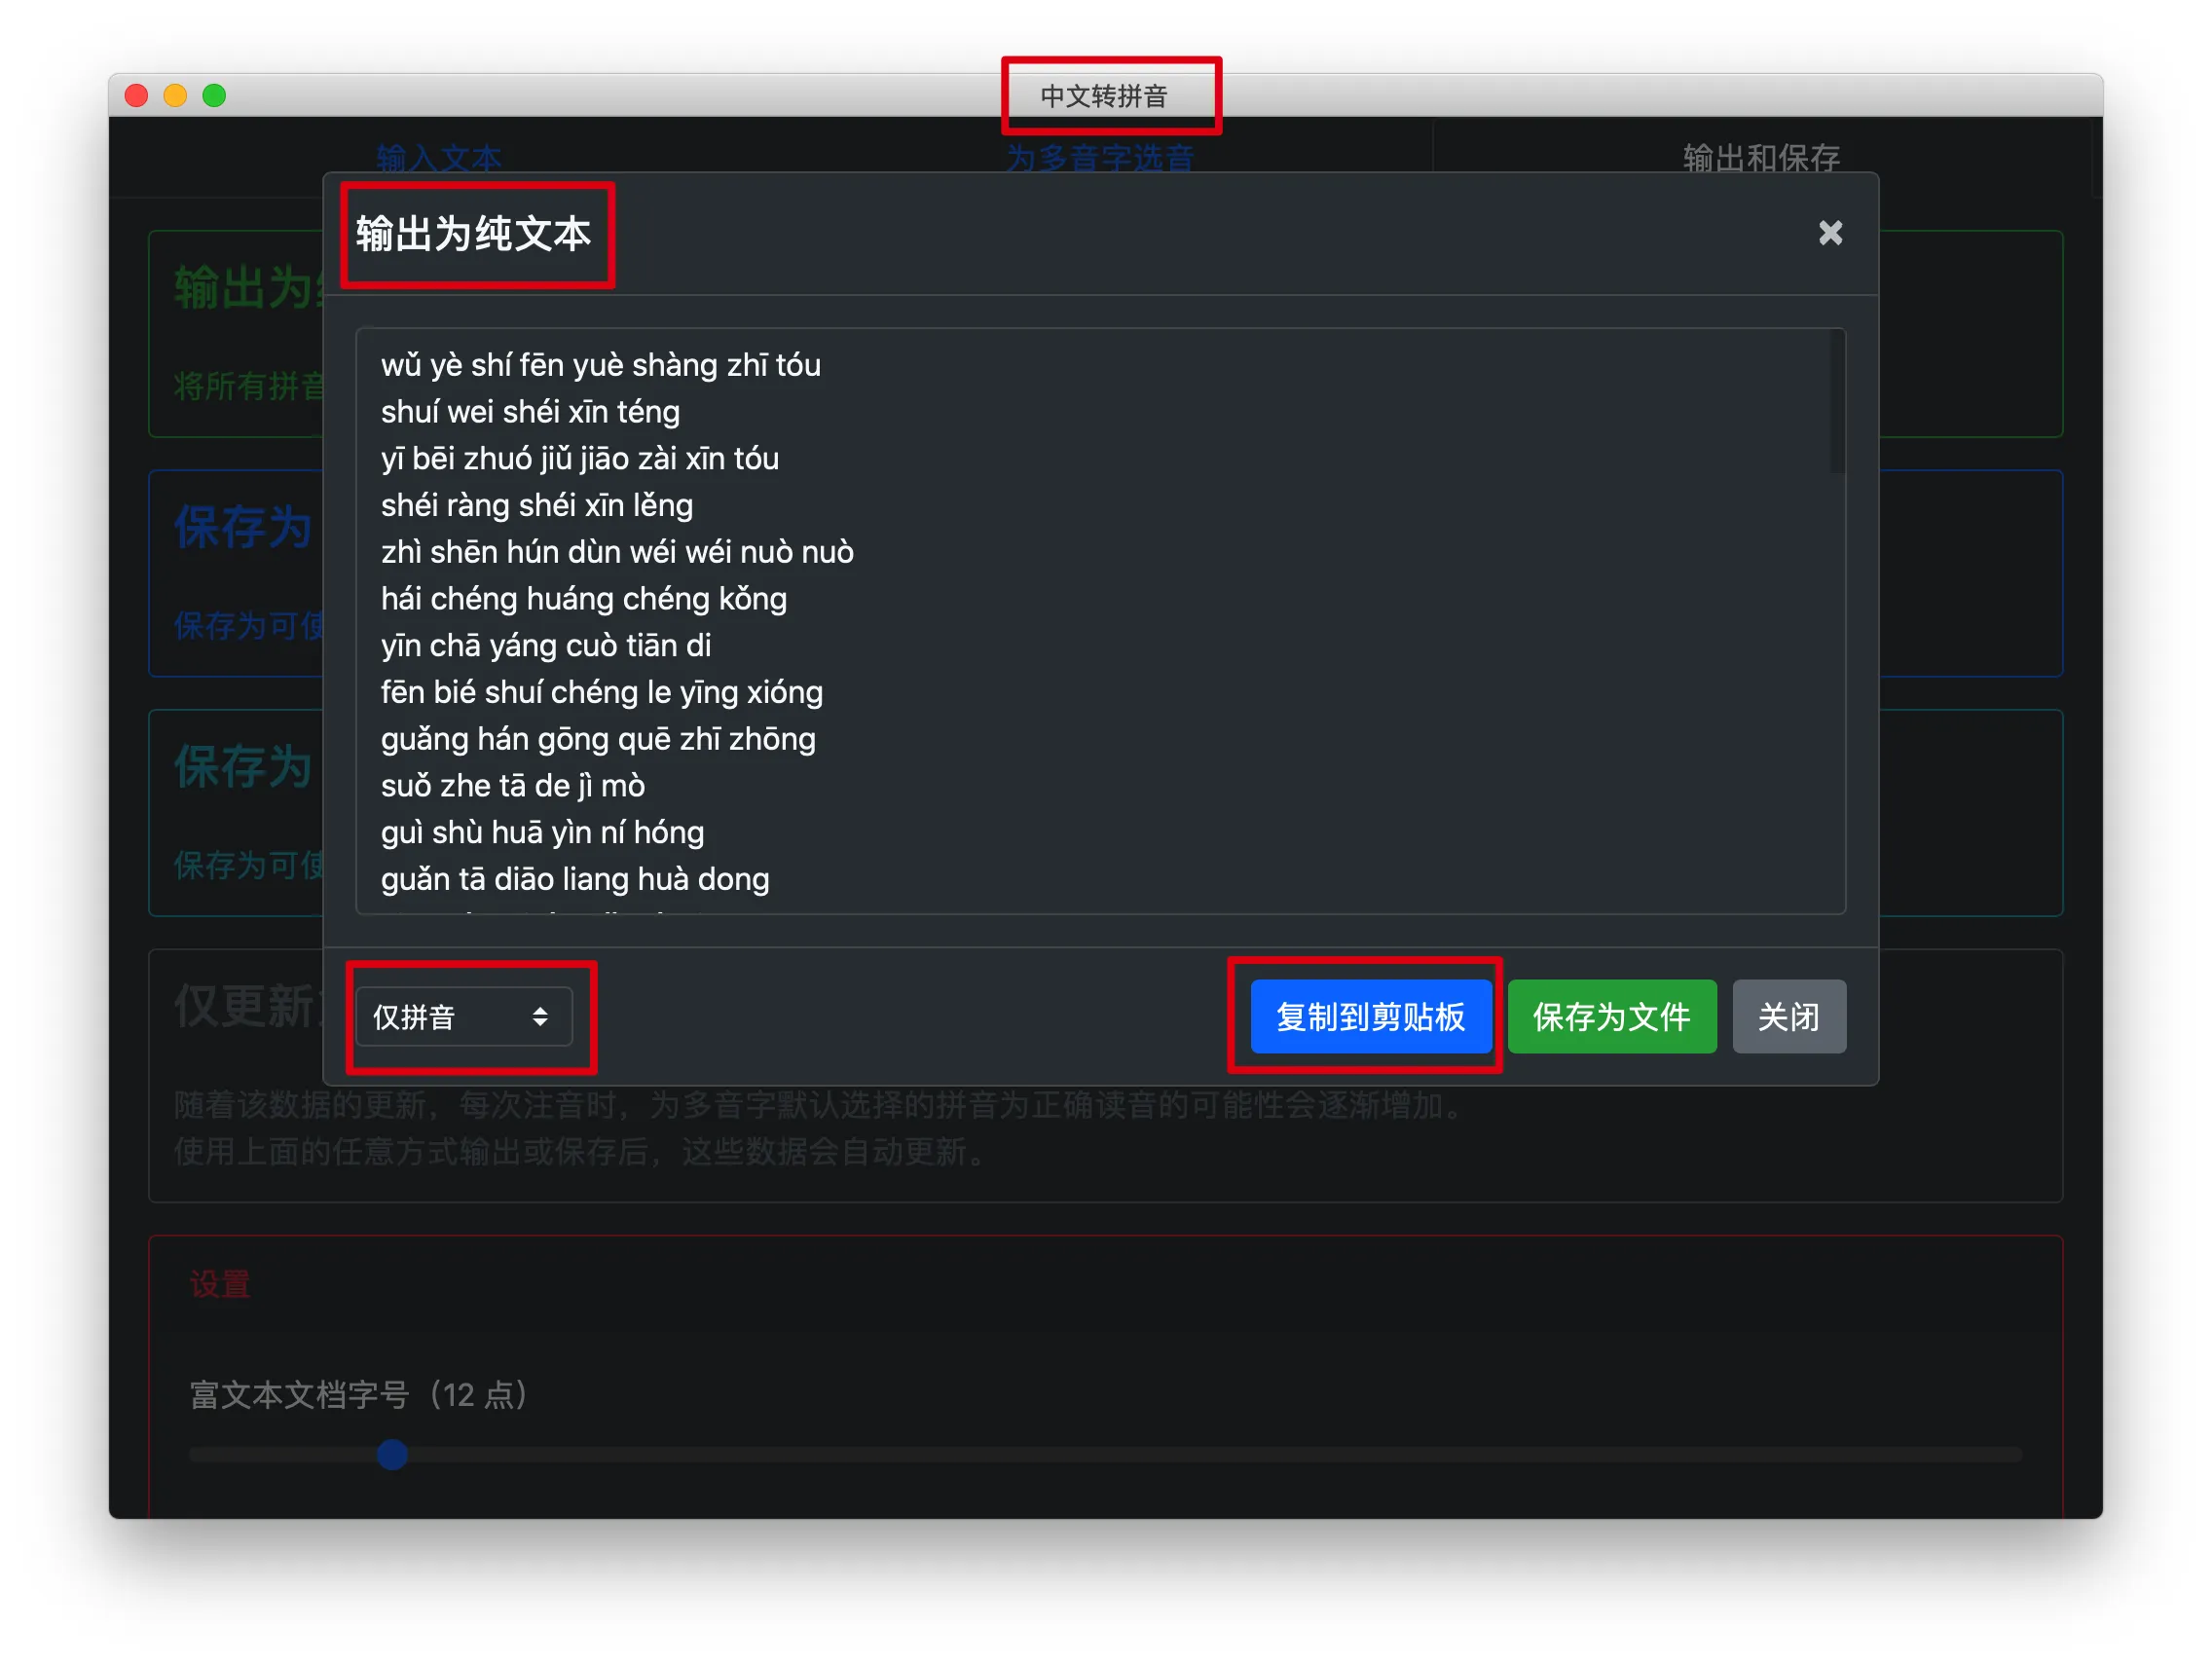 中文转拼音
输入文本
为多音字选音
输出和保存
输出为纯文本
输出为
将所有拼音
保存为
保存为可使
保存为
保存为可使
wǔ yè shí fēn yuè shàng zhī tóu
shuí wei shéi xīn téng
yī bēi zhuó jiǔ jiāo zài xīn tóu
shéi ràng shéi xīn lěng
zhì shēn hún dùn wéi wéi nuò nuò
hái chéng huáng chéng kǒng
yīn chā yáng cuò tiān di
fēn bié shuí chéng le yīng xióng
guǎng hán gōng quē zhī zhōng
suǒ zhe tā de jì mò
guì shù huā yìn ní hóng
guǎn tā diāo liang huà dong
仅拼音
复制到剪贴板
保存为文件
关闭
仅更新
随着该数据的更新，每次注音时，为多音字默认选择的拼音为正确读音的可能性会逐渐增加。
使用上面的任意方式输出或保存后，这些数据会自动更新。
设置
富文本文档字号（12 点）